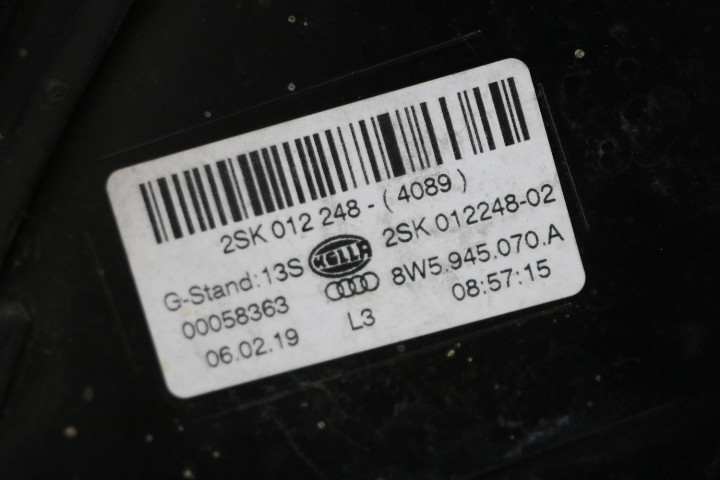 2SK 012 248 - ( 4089 )
G-Stand: 13S HELLA 2SK 012248-02
00058363 8W5.945.070.A
06.02.19 L3 08:57:15